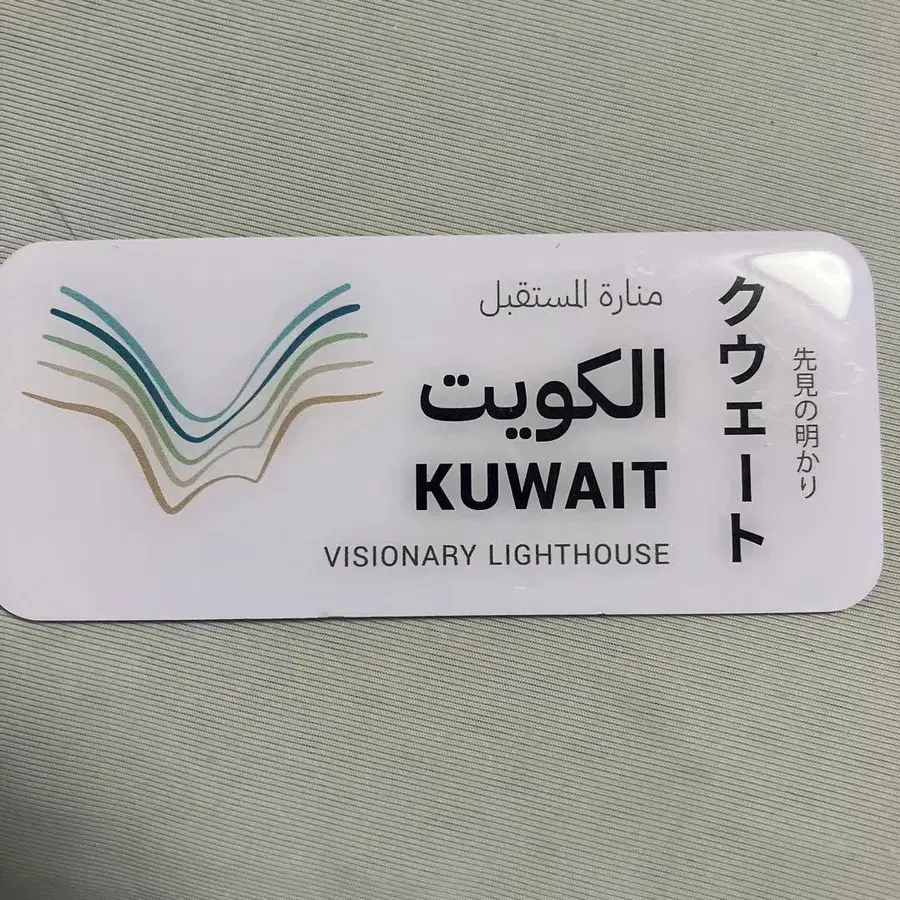 منارة المستقبل
الكويت
KUWAIT
VISIONARY LIGHTHOUSE
クウェート
先見の明かり